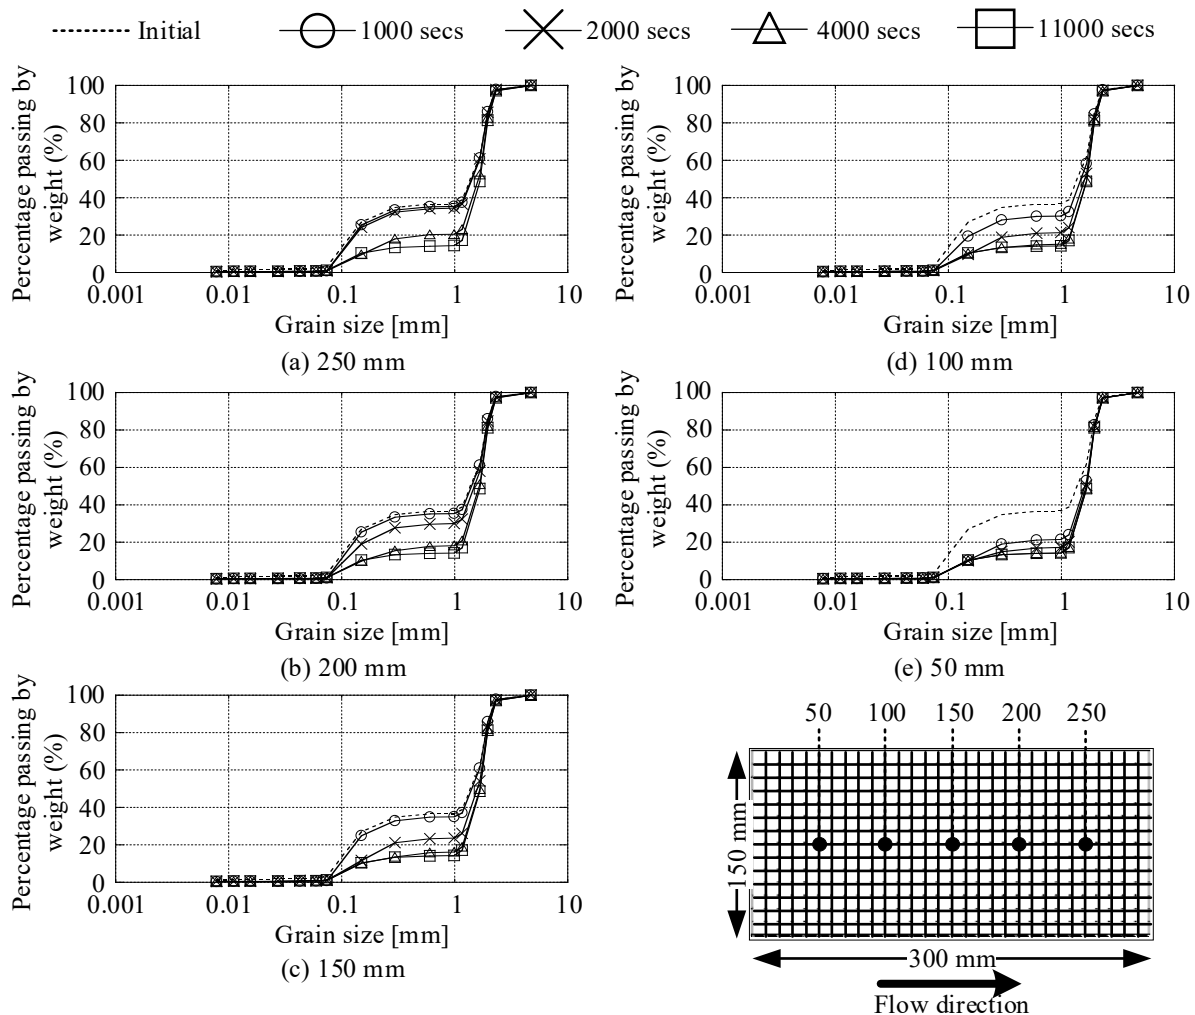 Initial 1000 secs 2000 secs 4000 secs 11000 secs
Percentage passing by
weight (%)
100
80
60
40
20
0
0.001 0.01 0.1 1 10
Grain size [mm]
(a) 250 mm
Percentage passing by
weight (%)
100
80
60
40
20
0
0.001 0.01 0.1 1 10
Grain size [mm]
(d) 100 mm
Percentage passing by
weight (%)
100
80
60
40
20
0
0.001 0.01 0.1 1 10
Grain size [mm]
(b) 200 mm
Percentage passing by
weight (%)
100
80
60
40
20
0
0.001 0.01 0.1 1 10
Grain size [mm]
(e) 50 mm
Percentage passing by
weight (%)
100
80
60
40
20
0
0.001 0.01 0.1 1 10
Grain size [mm]
(c) 150 mm
50 100 150 200 250
150 mm
300 mm
Flow direction